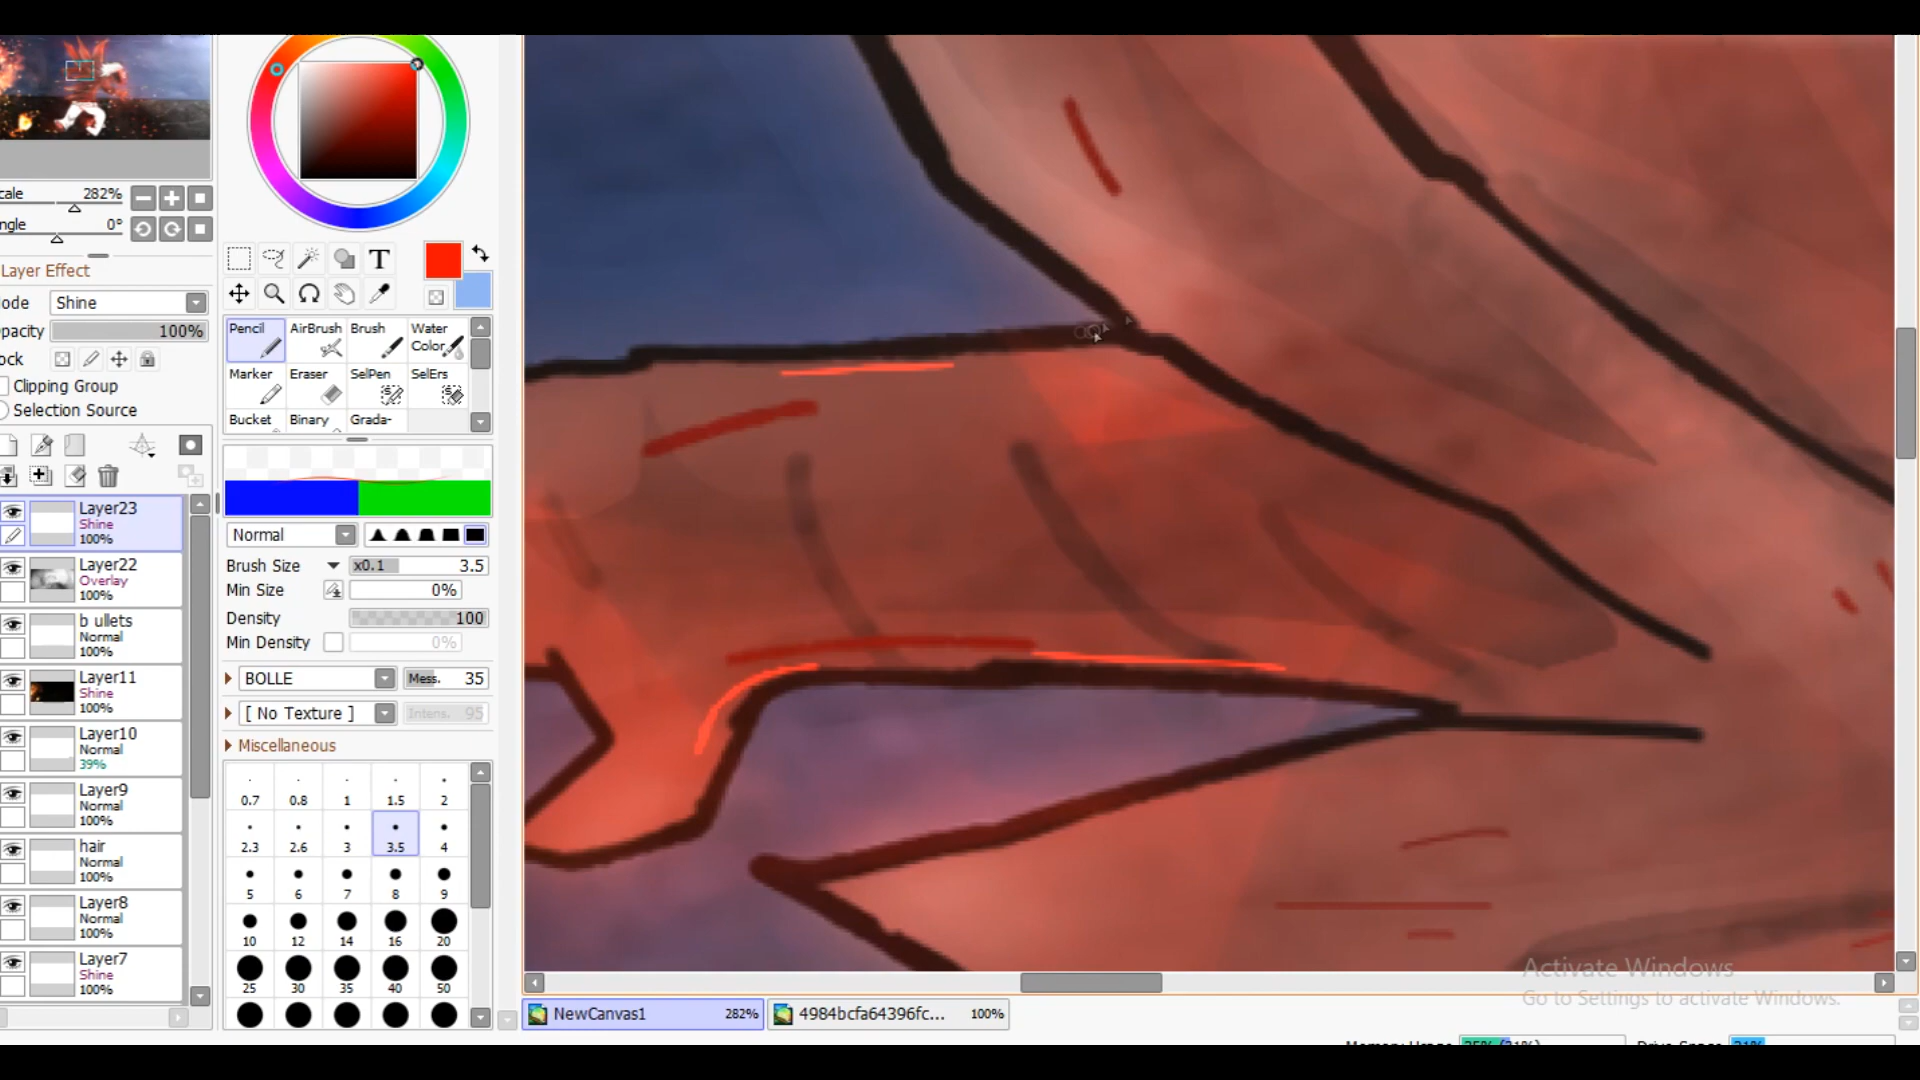 cale 282%
ngle 0°
Layer Effect
ode Shine
pacity 100%
ock
Clipping Group
Selection Source
Layer23
Shine
100%
Layer22
Overlay
100%
b ullets
Normal
100%
Layer11
Shine
100%
Layer10
Normal
39%
Layer9
Normal
100%
hair
Normal
100%
Layer8
Normal
100%
Layer7
Shine
100%
T
Pencil AirBrush Brush Water Color
Marker Eraser SelPen SelErs
Bucket Binary Grada-
Normal
Brush Size x0.1 3.5
Min Size 0%
Density 100
Min Density 0%
BOLLE Mess. 35
[ No Texture ] Intens. 95
Miscellaneous
0.7 0.8 1 1.5 2
2.3 2.6 3 3.5 4
5 6 7 8 9
10 12 14 16 20
25 30 35 40 50
Activate Windows
Go to Settings to activate Windows.
NewCanvas1 282% 4984bcfa64396fc... 100%